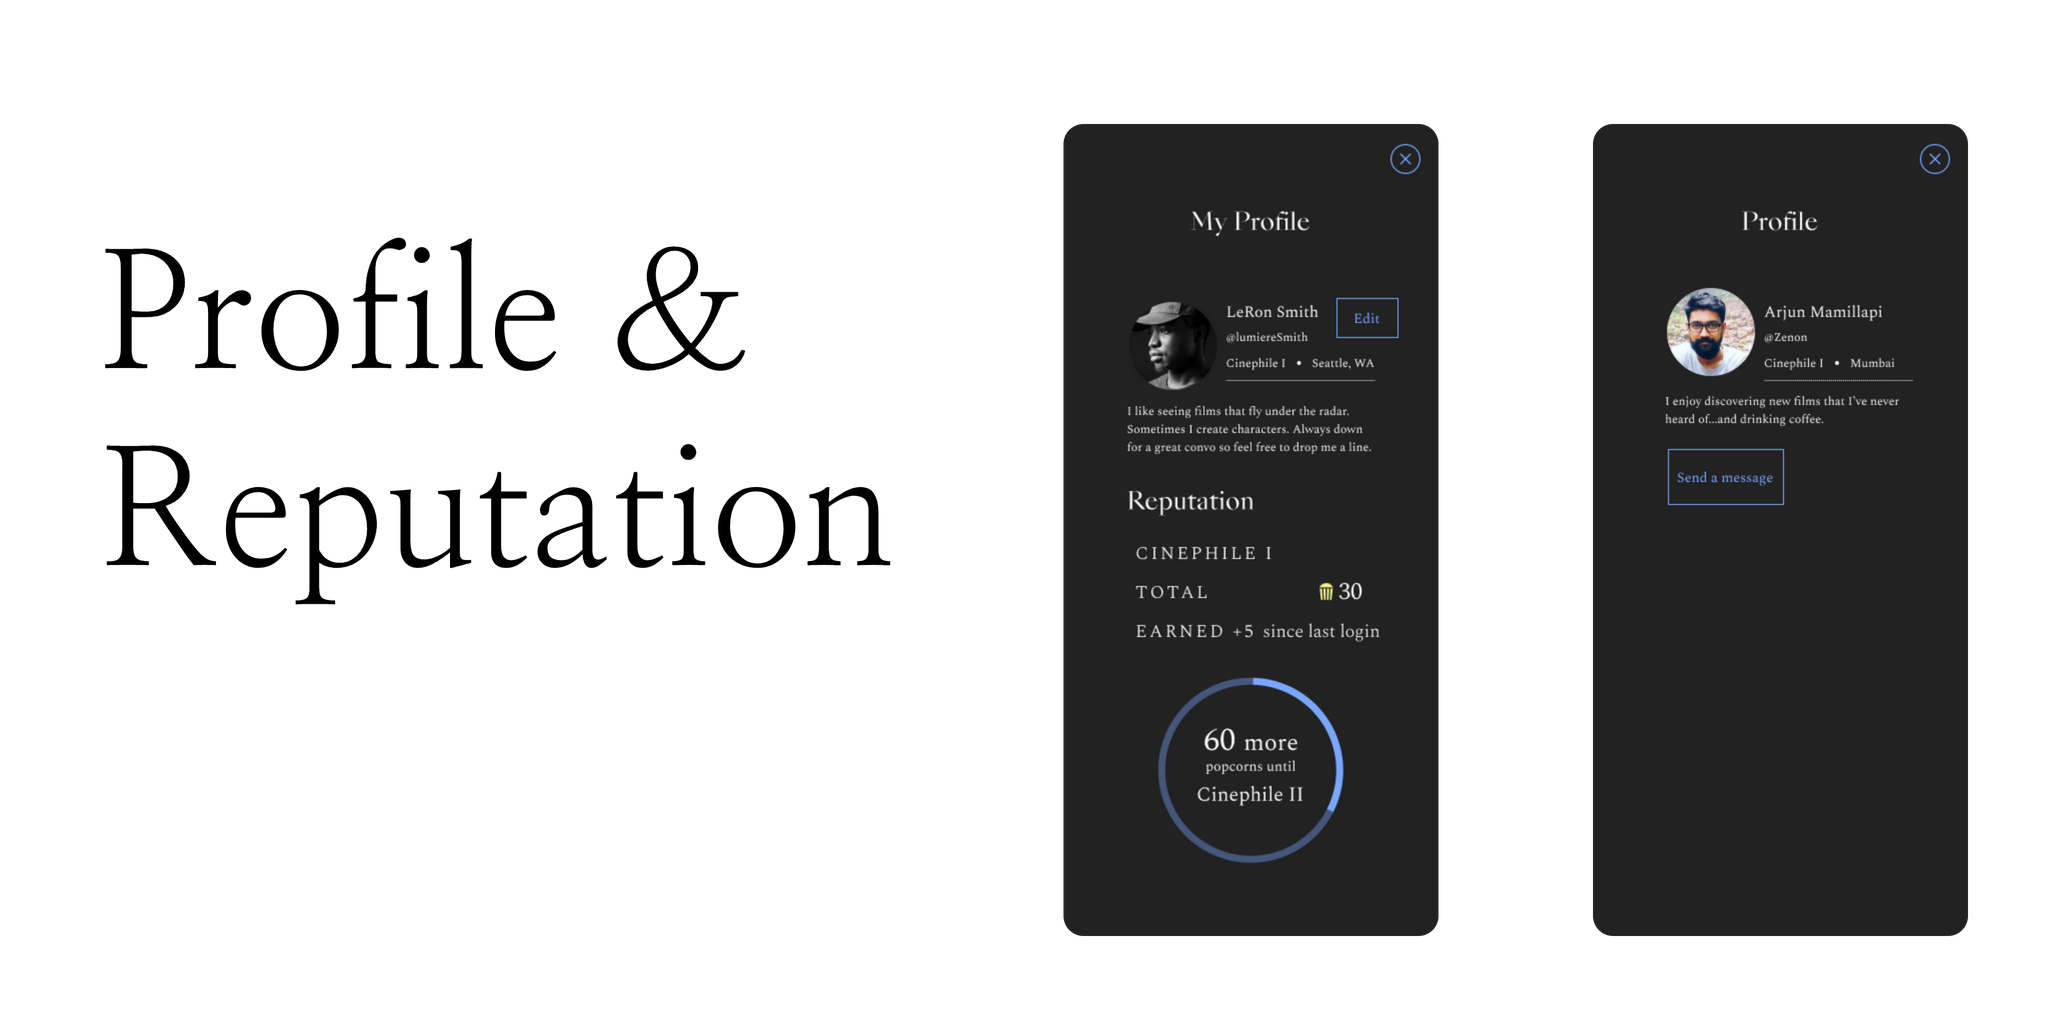 Profile &
Reputation
My Profile
LeRon Smith
Edit
@lumiereSmith
Cinephile I • Seattle, WA
I like seeing films that fly under the radar.
Sometimes I create characters. Always down
for a great convo so feel free to drop me a line.
Reputation
CINEPHILE I
TOTAL 30
EARNED +5 since last login
60 more
popcorns until
Cinephile II
Profile
Arjun Mamillapi
@Zenon
Cinephile I • Mumbai
I enjoy discovering new films that I've never
heard of...and drinking coffee.
Send a message